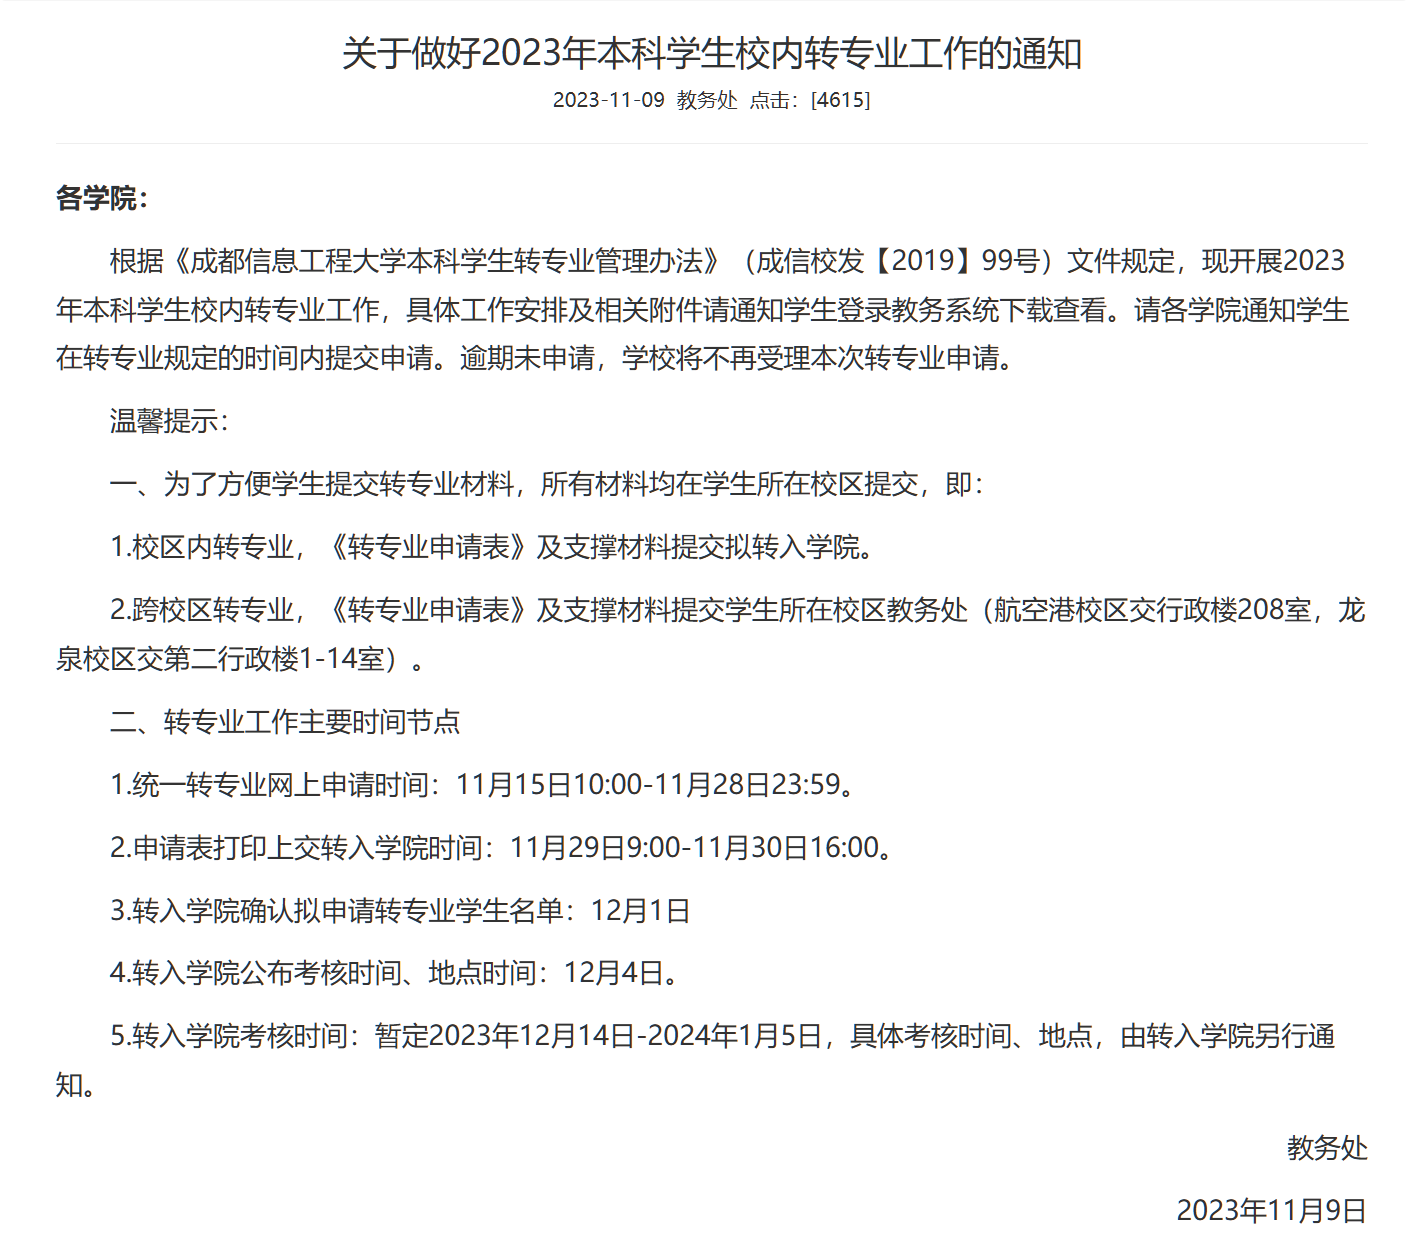 关于做好2023年本科学生校内转专业工作的通知
2023-11-09 教务处 点击：[4615]
各学院：
根据《成都信息工程大学本科学生转专业管理办法》（成信校发【2019】99号）文件规定，现开展2023
年本科学生校内转专业工作，具体工作安排及相关附件请通知学生登录教务系统下载查看。请各学院通知学生
在转专业规定的时间内提交申请。逾期未申请，学校将不再受理本次转专业申请。
温馨提示：
一、为了方便学生提交转专业材料，所有材料均在学生所在校区提交，即：
1.校区内转专业，《转专业申请表》及支撑材料提交拟转入学院。
2.跨校区转专业，《转专业申请表》及支撑材料提交学生所在校区教务处（航空港校区交行政楼208室，龙
泉校区交第二行政楼1-14室）。
二、转专业工作主要时间节点
1.统一转专业网上申请时间：11月15日10:00-11月28日23:59。
2.申请表打印上交转入学院时间：11月29日9:00-11月30日16:00。
3.转入学院确认拟申请转专业学生名单：12月1日
4.转入学院公布考核时间、地点时间：12月4日。
5.转入学院考核时间：暂定2023年12月14日-2024年1月5日，具体考核时间、地点，由转入学院另行通
知。
教务处
2023年11月9日